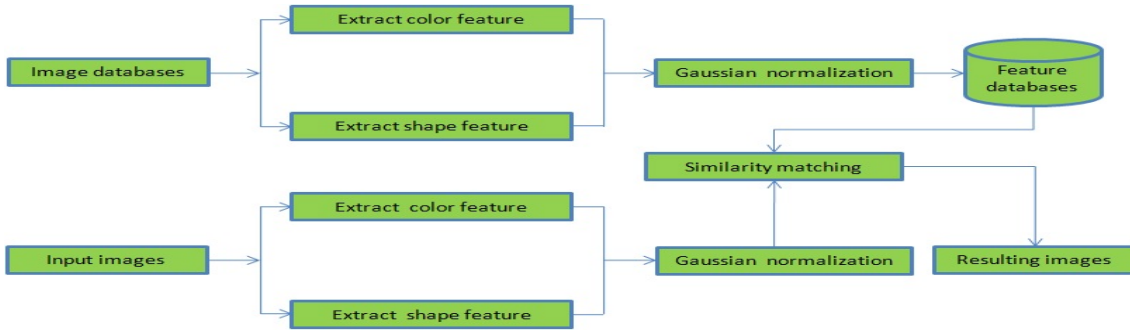 Extract color feature
Image databases
Gaussian normalization
Feature
databases
Extract shape feature
Similarity matching
Extract color feature
Input images
Gaussian normalization
Resulting images
Extract shape feature